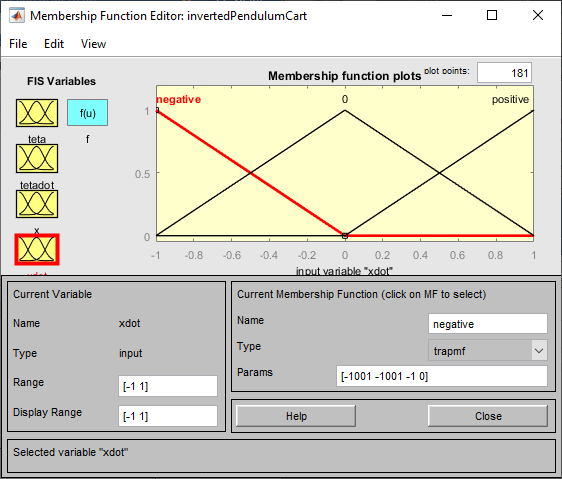 Membership Function Editor: invertedPendulumCart
File Edit View
FIS Variables
Membership function plots
plot points:
181
f(u)
teta
f
tetadot
x
xdot
negative
0
positive
1
0.5
0
-1 -0.8 -0.6 -0.4 -0.2 0 0.2 0.4 0.6 0.8 1
input variable "xdot"
Current Variable
Name xdot
Type input
Range [-1 1]
Display Range [-1 1]
Current Membership Function (click on MF to select)
Name negative
Type trapmf
Params [-1001 -1001 -1 0]
Help Close
Selected variable "xdot"